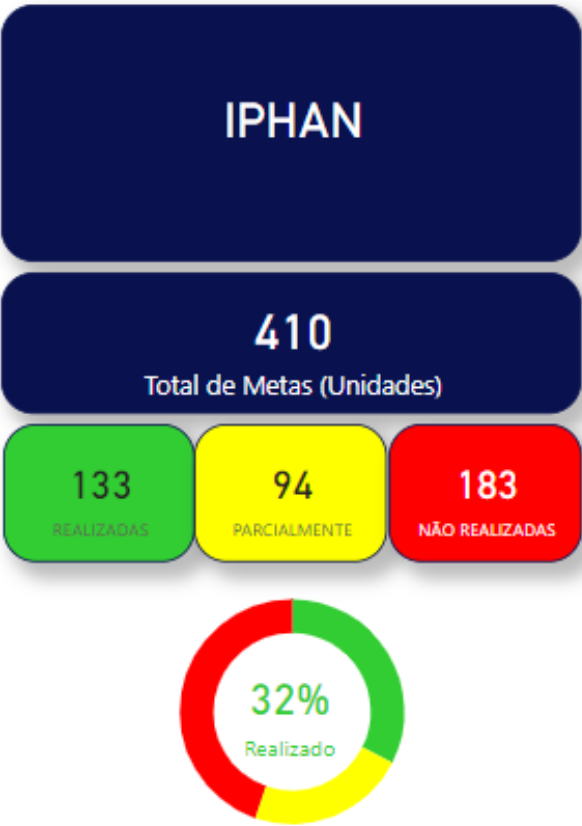 IPHAN
410
Total de Metas (Unidades)
133
REALIZADAS
94
PARCIALMENTE
183
NÃO REALIZADAS
32%
Realizado